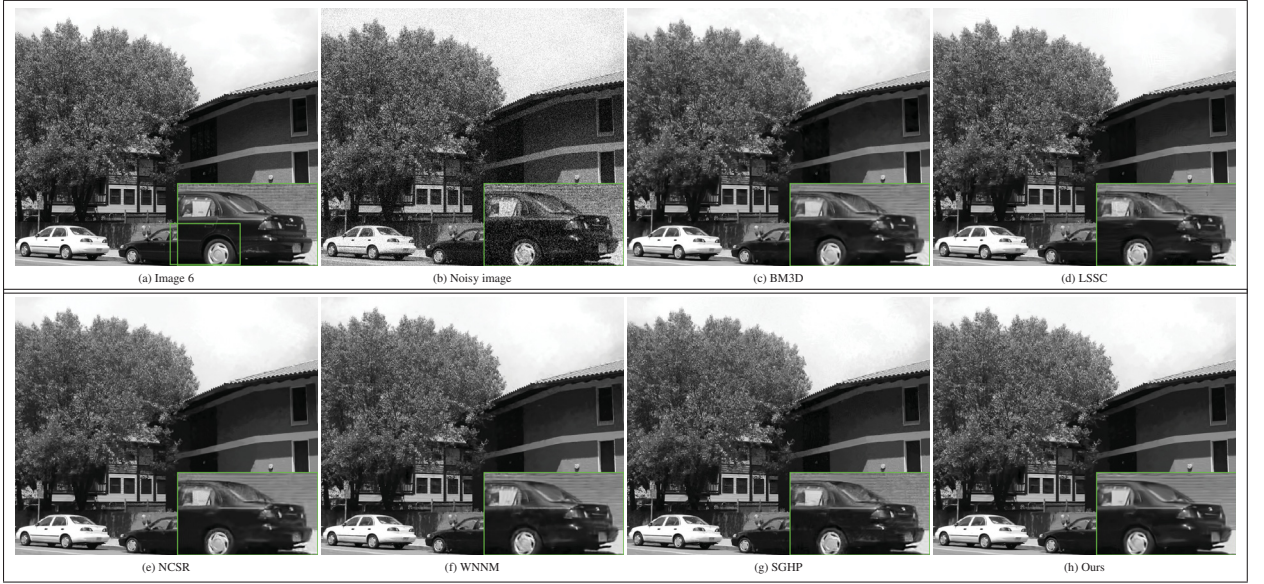 (a) Image 6
(b) Noisy image
(c) BM3D
(d) LSSC
(e) NCSR
(f) WNNM
(g) SGHP
(h) Ours